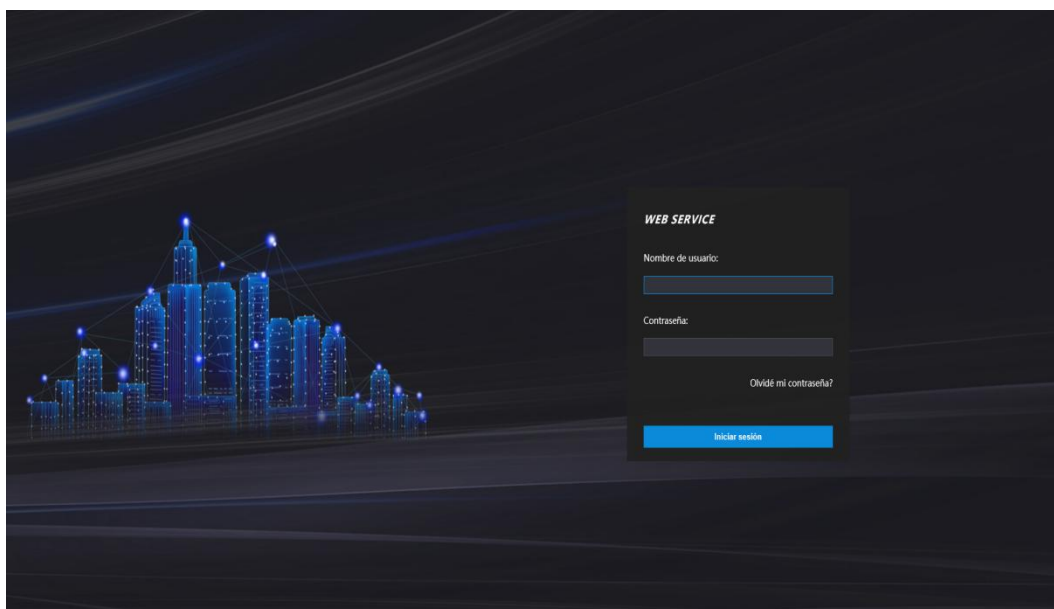 WEB SERVICE
Nombre de usuario:
Contraseña:
Olvidé mi contraseña?
Iniciar sesión